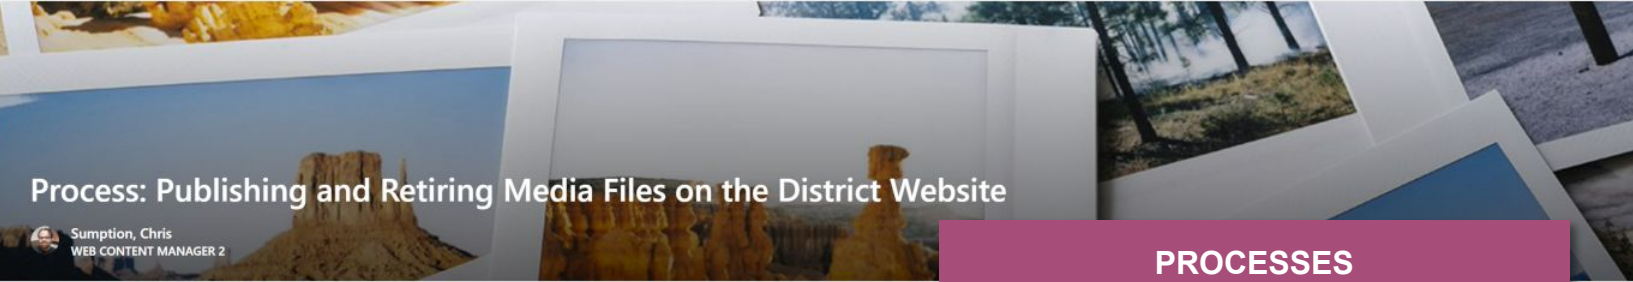 Process: Publishing and Retiring Media Files on the District Website
Sumption, Chris
WEB CONTENT MANAGER 2
PROCESSES